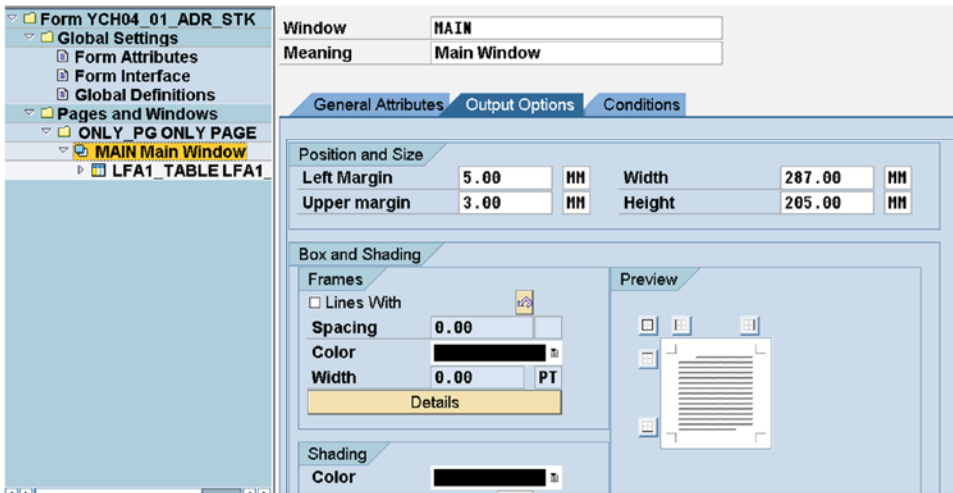 Form YCH04_01_ADR_STK
Global Settings
Form Attributes
Form Interface
Global Definitions
Pages and Windows
ONLY_PG ONLY PAGE
MAIN Main Window
LFA1_TABLE LFA1_
Window MAIN
Meaning Main Window
General Attributes Output Options Conditions
Position and Size
Left Margin 5.00 MM Width 287.00 MM
Upper margin 3.00 MM Height 205.00 MM
Box and Shading
Frames Preview
Lines With
Spacing 0.00
Color
Width 0.00 PT
Details
Shading
Color